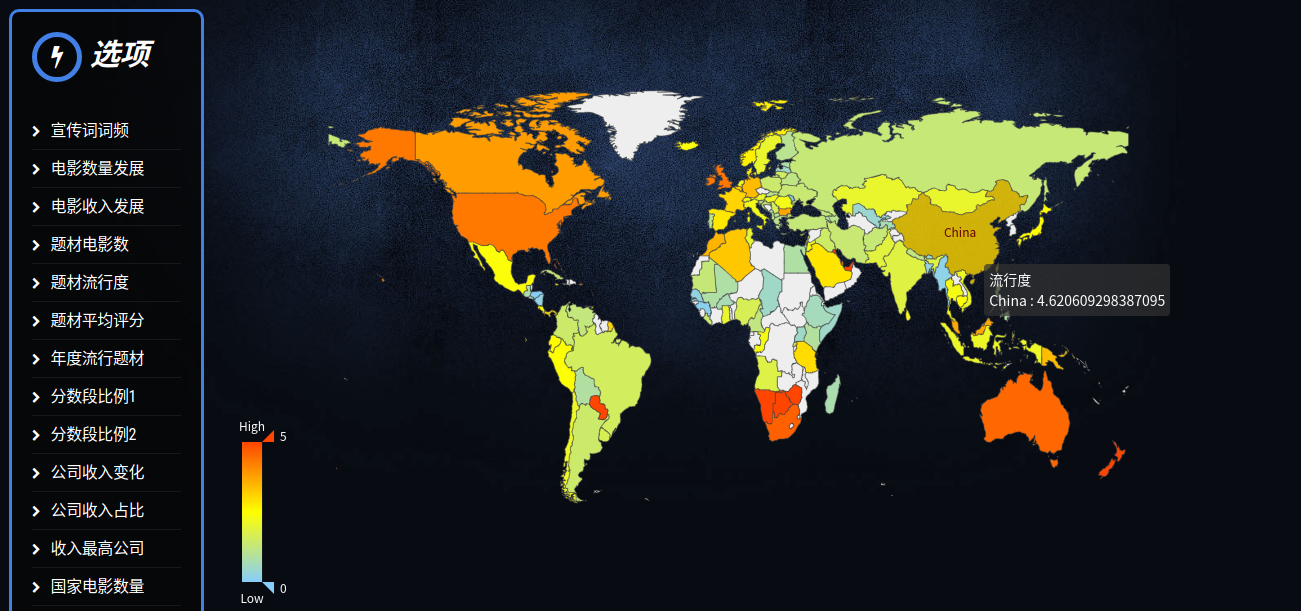 选项
宣传词词频
电影数量发展
电影收入发展
题材电影数
题材流行度
题材平均评分
年度流行题材
分数段比例1
分数段比例2
公司收入变化
公司收入占比
收入最高公司
国家电影数量
China
流行度
China : 4.620609298387095
High
5
0
Low